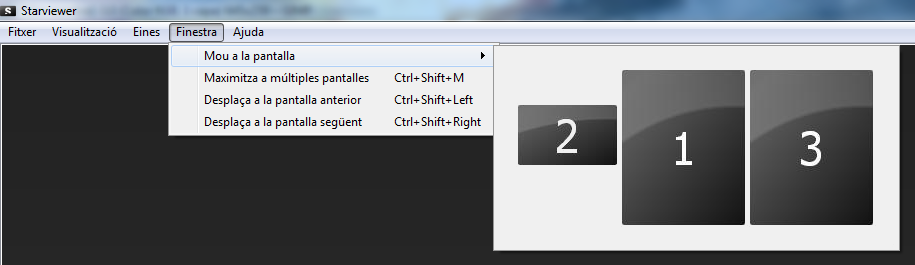 S Starviewer
Fitxer Visualització Eines Finestra Ajuda
Mou a la pantalla
Maximitza a múltiples pantalles Ctrl+Shift+M
Desplaça a la pantalla anterior Ctrl+Shift+Left
Desplaça a la pantalla següent Ctrl+Shift+Right
2 1 3